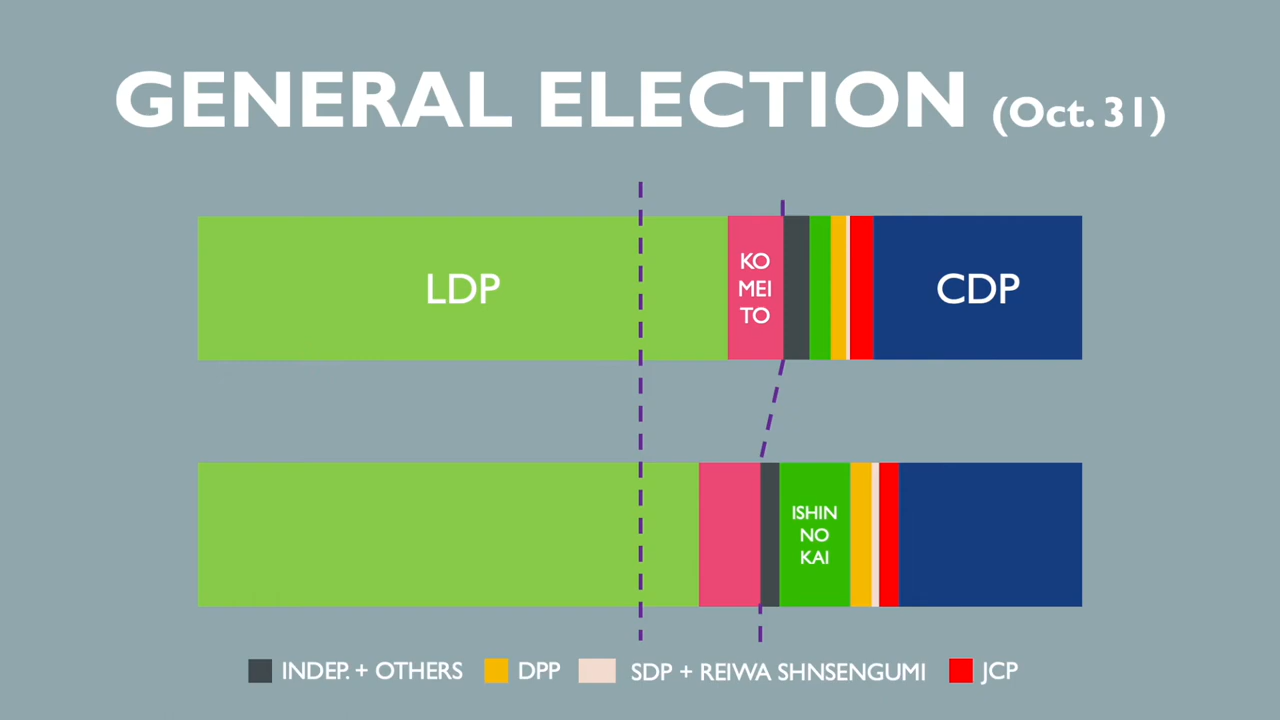 GENERAL ELECTION (Oct. 31)
LDP
KO
MEI
TO
CDP
ISHIN
NO
KAI
INDEP. + OTHERS
DPP
SDP + REIWA SHNSENGUMI
JCP